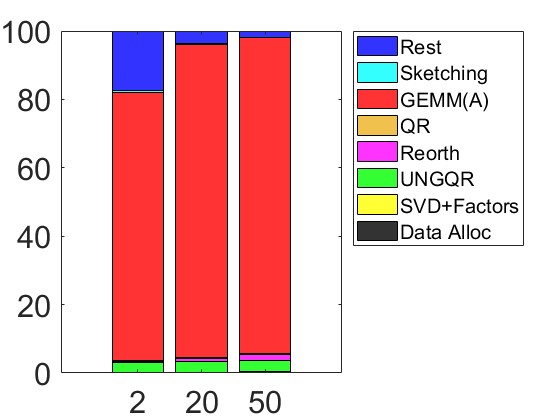 100
80
60
40
20
0
2 20 50
Rest
Sketching
GEMM(A)
QR
Reorth
UNGQR
SVD+Factors
Data Alloc